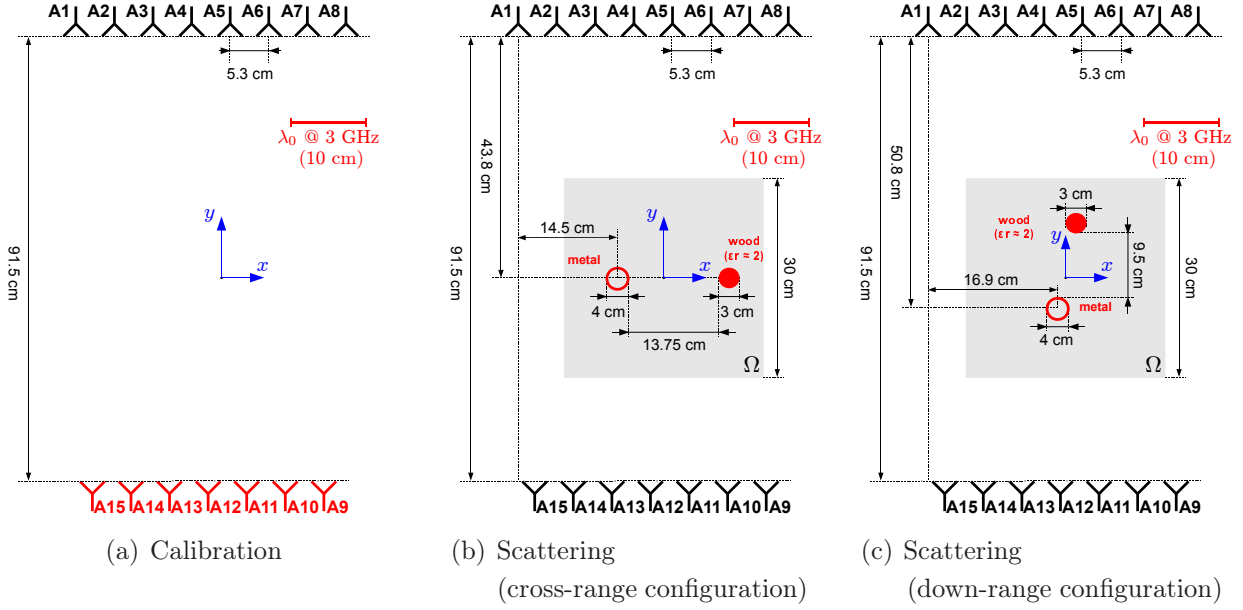 A1 A2 A3 A4 A5 A6 A7 A8
5.3 cm
λ0 @ 3 GHz
(10 cm)
91.5 cm
y
x
A15 A14 A13 A12 A11 A10 A9
(a) Calibration
A1 A2 A3 A4 A5 A6 A7 A8
5.3 cm
λ0 @ 3 GHz
(10 cm)
43.8 cm
91.5 cm
14.5 cm
y
x
metal
wood
(εr ≈ 2)
4 cm
3 cm
13.75 cm
30 cm
Ω
A15 A14 A13 A12 A11 A10 A9
(b) Scattering
(cross-range configuration)
A1 A2 A3 A4 A5 A6 A7 A8
5.3 cm
λ0 @ 3 GHz
(10 cm)
50.8 cm
91.5 cm
3 cm
wood
(εr ≈ 2)
y
x
9.5 cm
16.9 cm
metal
4 cm
30 cm
Ω
A15 A14 A13 A12 A11 A10 A9
(c) Scattering
(down-range configuration)